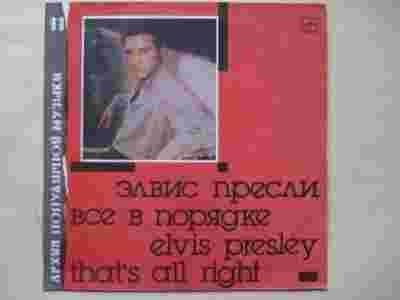 АРХИВ ПОПУЛЯРНОЙ МУЗЫКИ
элвис пресли
все в порядке
elvis presley
that's all right